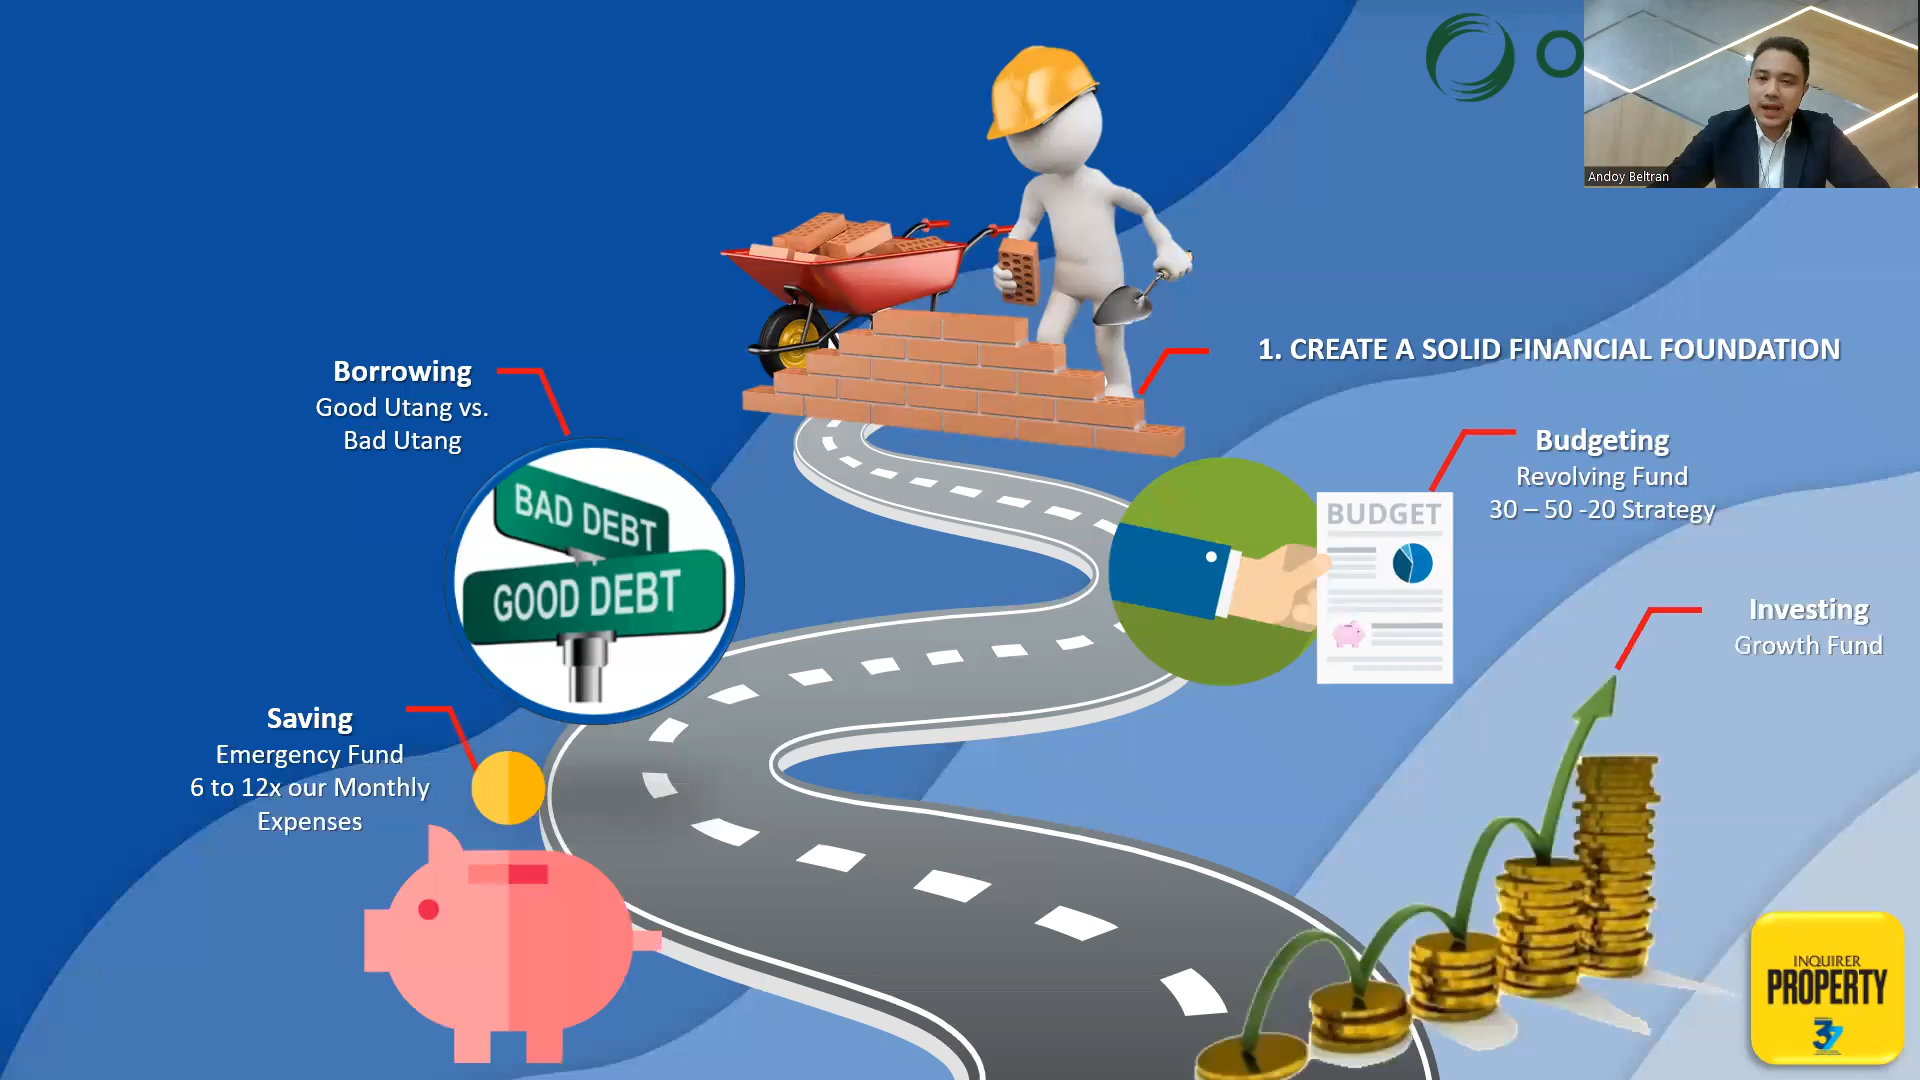 O
Andoy Beltran
1. CREATE A SOLID FINANCIAL FOUNDATION
Borrowing
Good Utang vs.
Bad Utang
BAD DEBT
GOOD DEBT
Budgeting
Revolving Fund
30 – 50 -20 Strategy
BUDGET
Investing
Growth Fund
Saving
Emergency Fund
6 to 12x our Monthly
Expenses
INQUIRER
PROPERTY
37